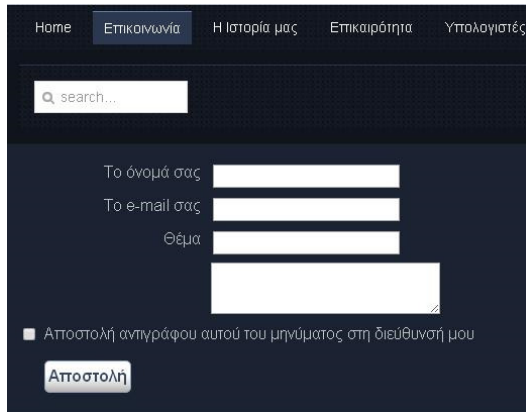 Home Επικοινωνία Η Ιστορία μας Επικαιρότητα Υπολογιστές
search...
Το όνομά σας
Το e-mail σας
Θέμα
Αποστολή αντιγράφου αυτού του μηνύματος στη διεύθυνσή μου
Αποστολή